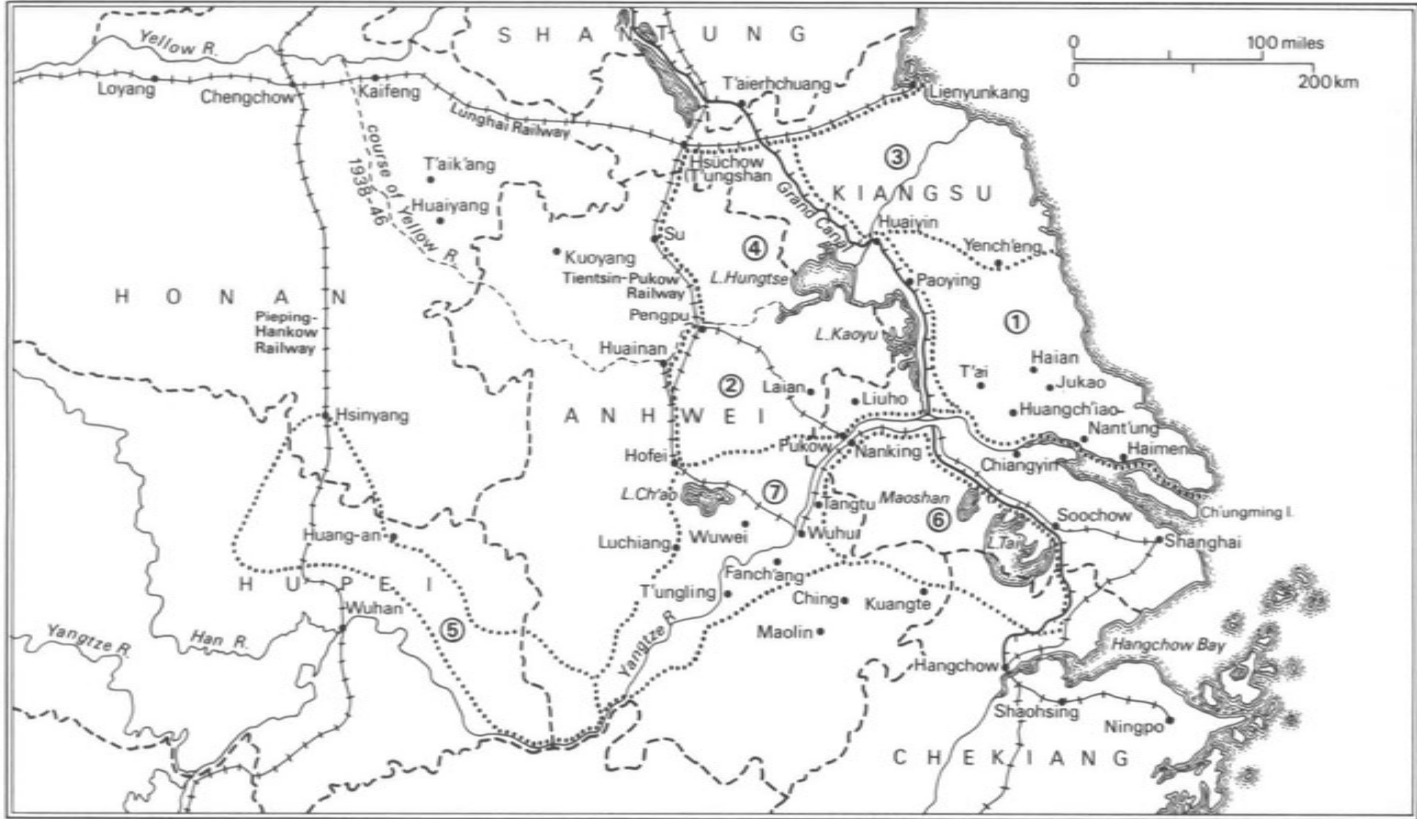 SHANTUNG
0 100 miles
0 200km
Yellow R.
T'aierhchuang
Lienyunkang
Loyang
Chengchow
Kaifeng
Lunghai Railway
course of Yellow R.
1938-46
Hsüchow
(T'ungshan
③
KIANGSU
T'aik'ang
Huaiyang
Grand Canal
Huaiyin
Su
④
Yench'eng
Kuoyang
L.Hungtse
Tientsin-Pukow
Railway
Paoying
HONAN
Pieping-
Hankow
Railway
Pengpu
①
L.Kaoyu
Huainan
Haian
T'ai
Jukao
②
Laian
Liuho
Huangch'iao
ANHWEI
Hsinyang
Nant'ung
Pukow
Nanking
Haimen
Hofei
Chiangyin
L.Ch'ao
⑦
Maoshan
Tangtu
⑥
Ch'ungming I.
Soochow
Huang-an
Wuwei
Wuhu
Luchiang
L.Tai
Shanghai
Fanch'ang
HUPEI
T'ungling
Ching
Kuangte
Wuhan
⑤
Maolin
Yangtze R.
Han R.
Yangtze R.
Hangchow Bay
Hangchow
Shaohsing
Ningpo
CHEKIANG